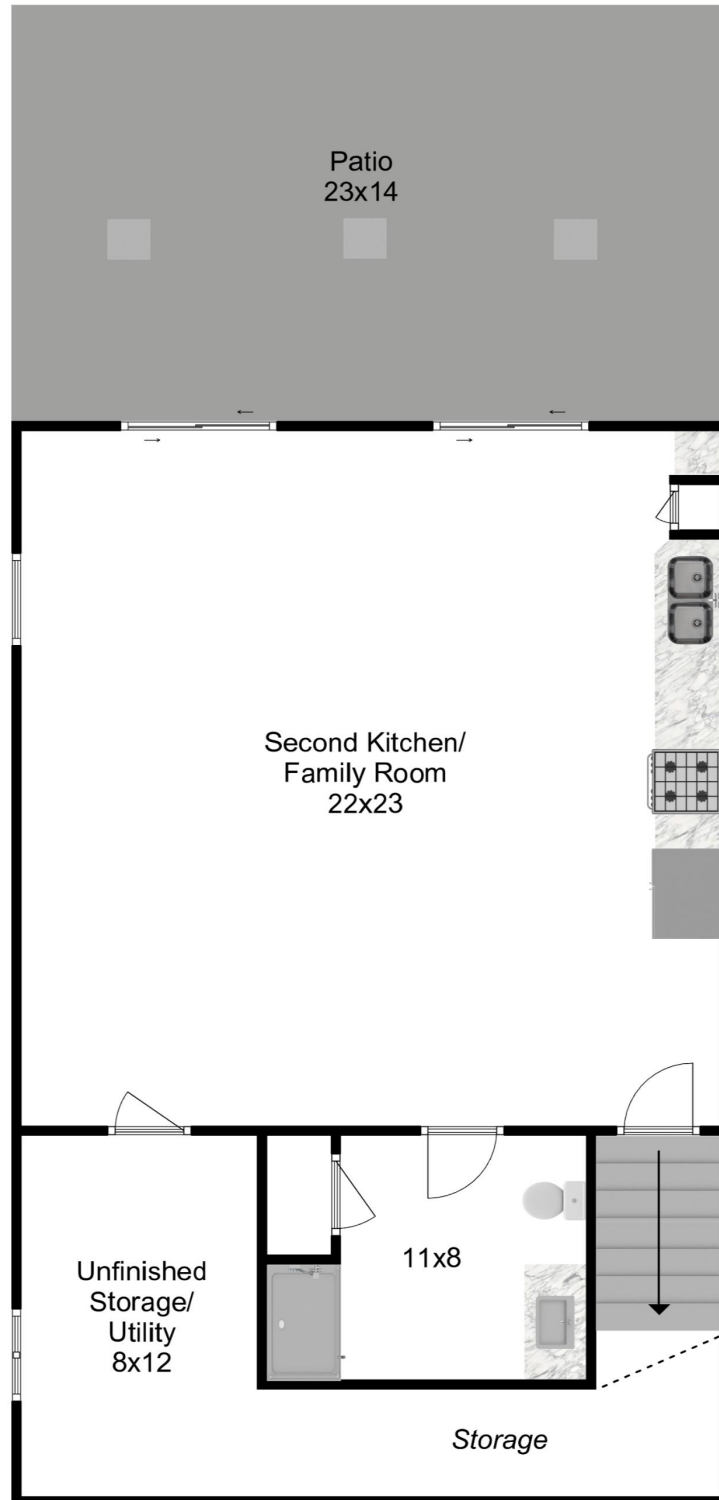 Patio
23x14
Second Kitchen/
Family Room
22x23
11x8
Unfinished
Storage/
Utility
8x12
Storage